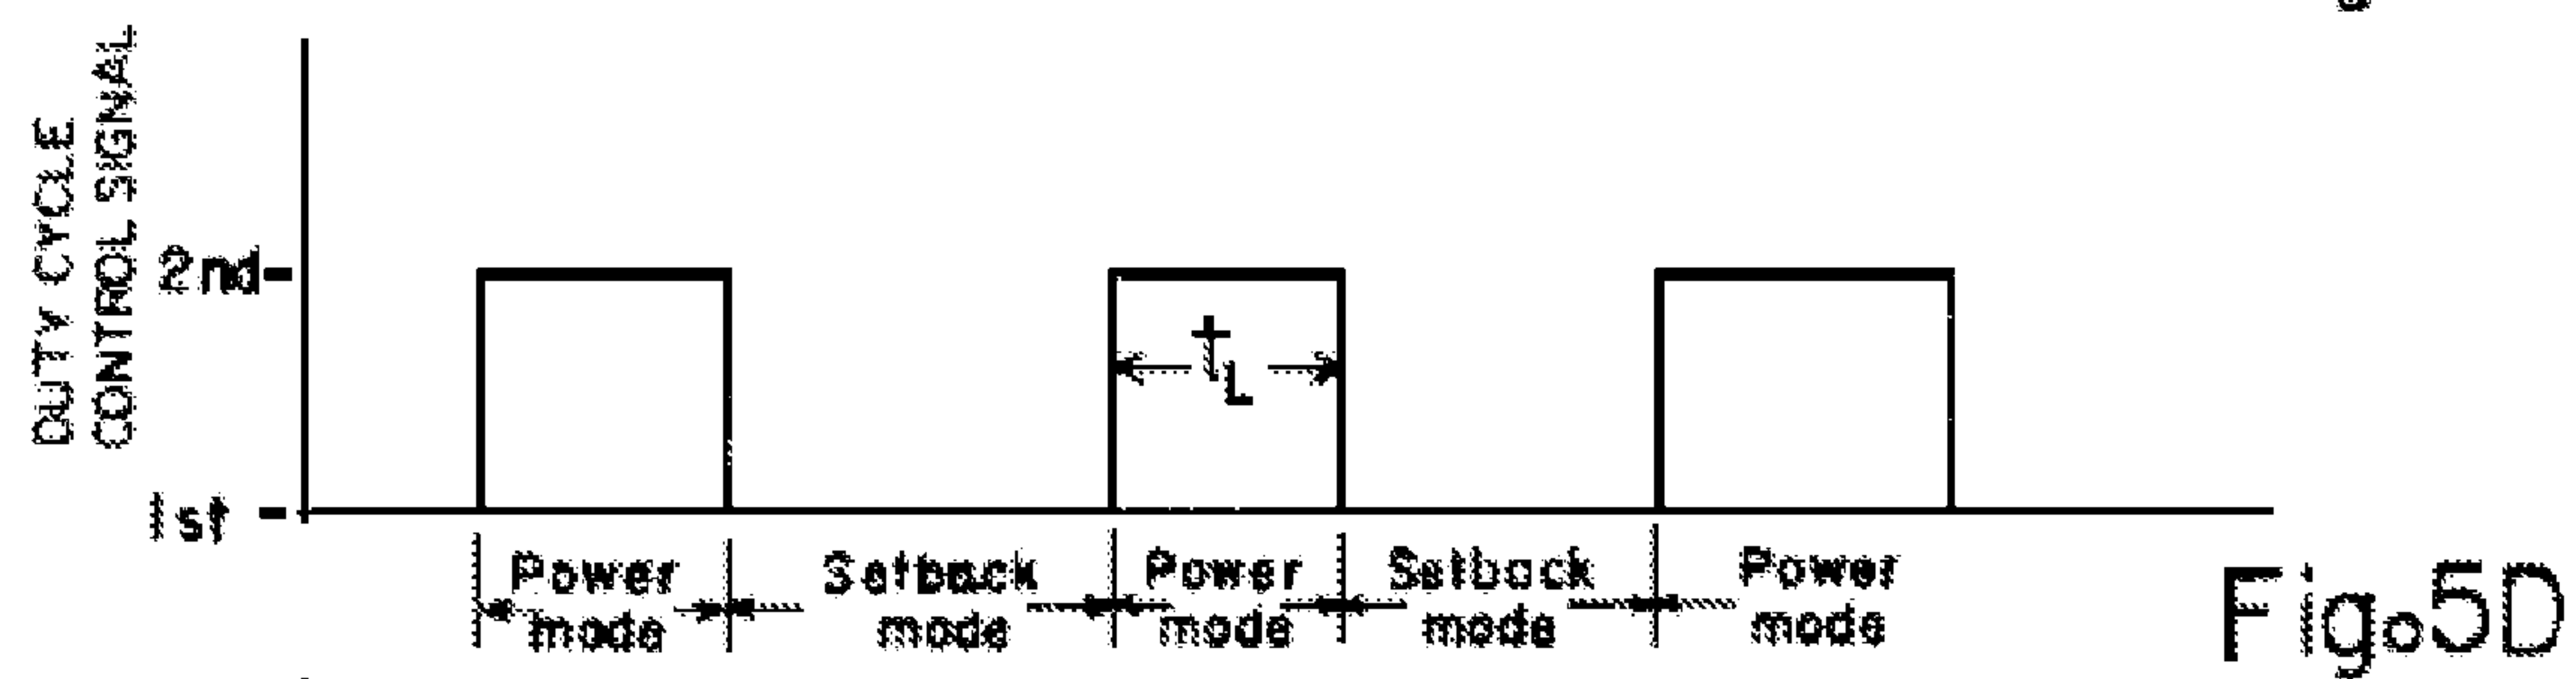 DUTY CYCLE
CONTROL SIGNAL
2nd
tL
1st
Power
mode
Setback
mode
Power
mode
Setback
mode
Power
mode
Fig. 5D